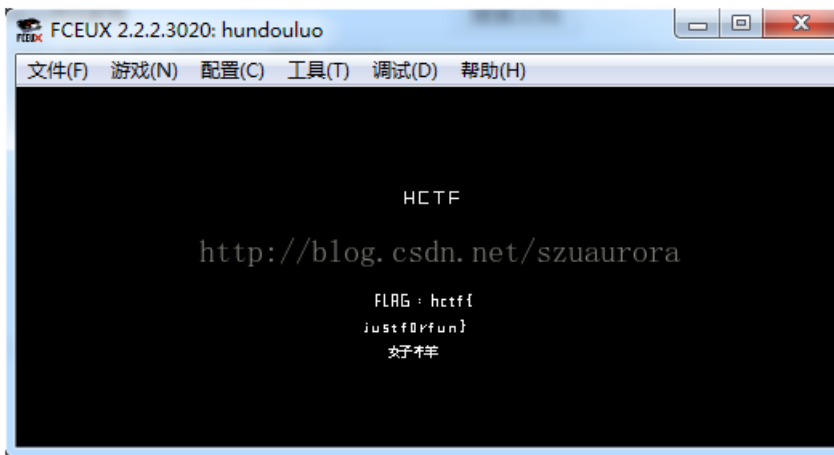 FCEUX 2.2.2.3020: hundouluo
文件(F) 游戏(N) 配置(C) 工具(T) 调试(D) 帮助(H)
HCTF
http://blog.csdn.net/szuaurora
FLAG : hctf{
justf0rfun}
好样